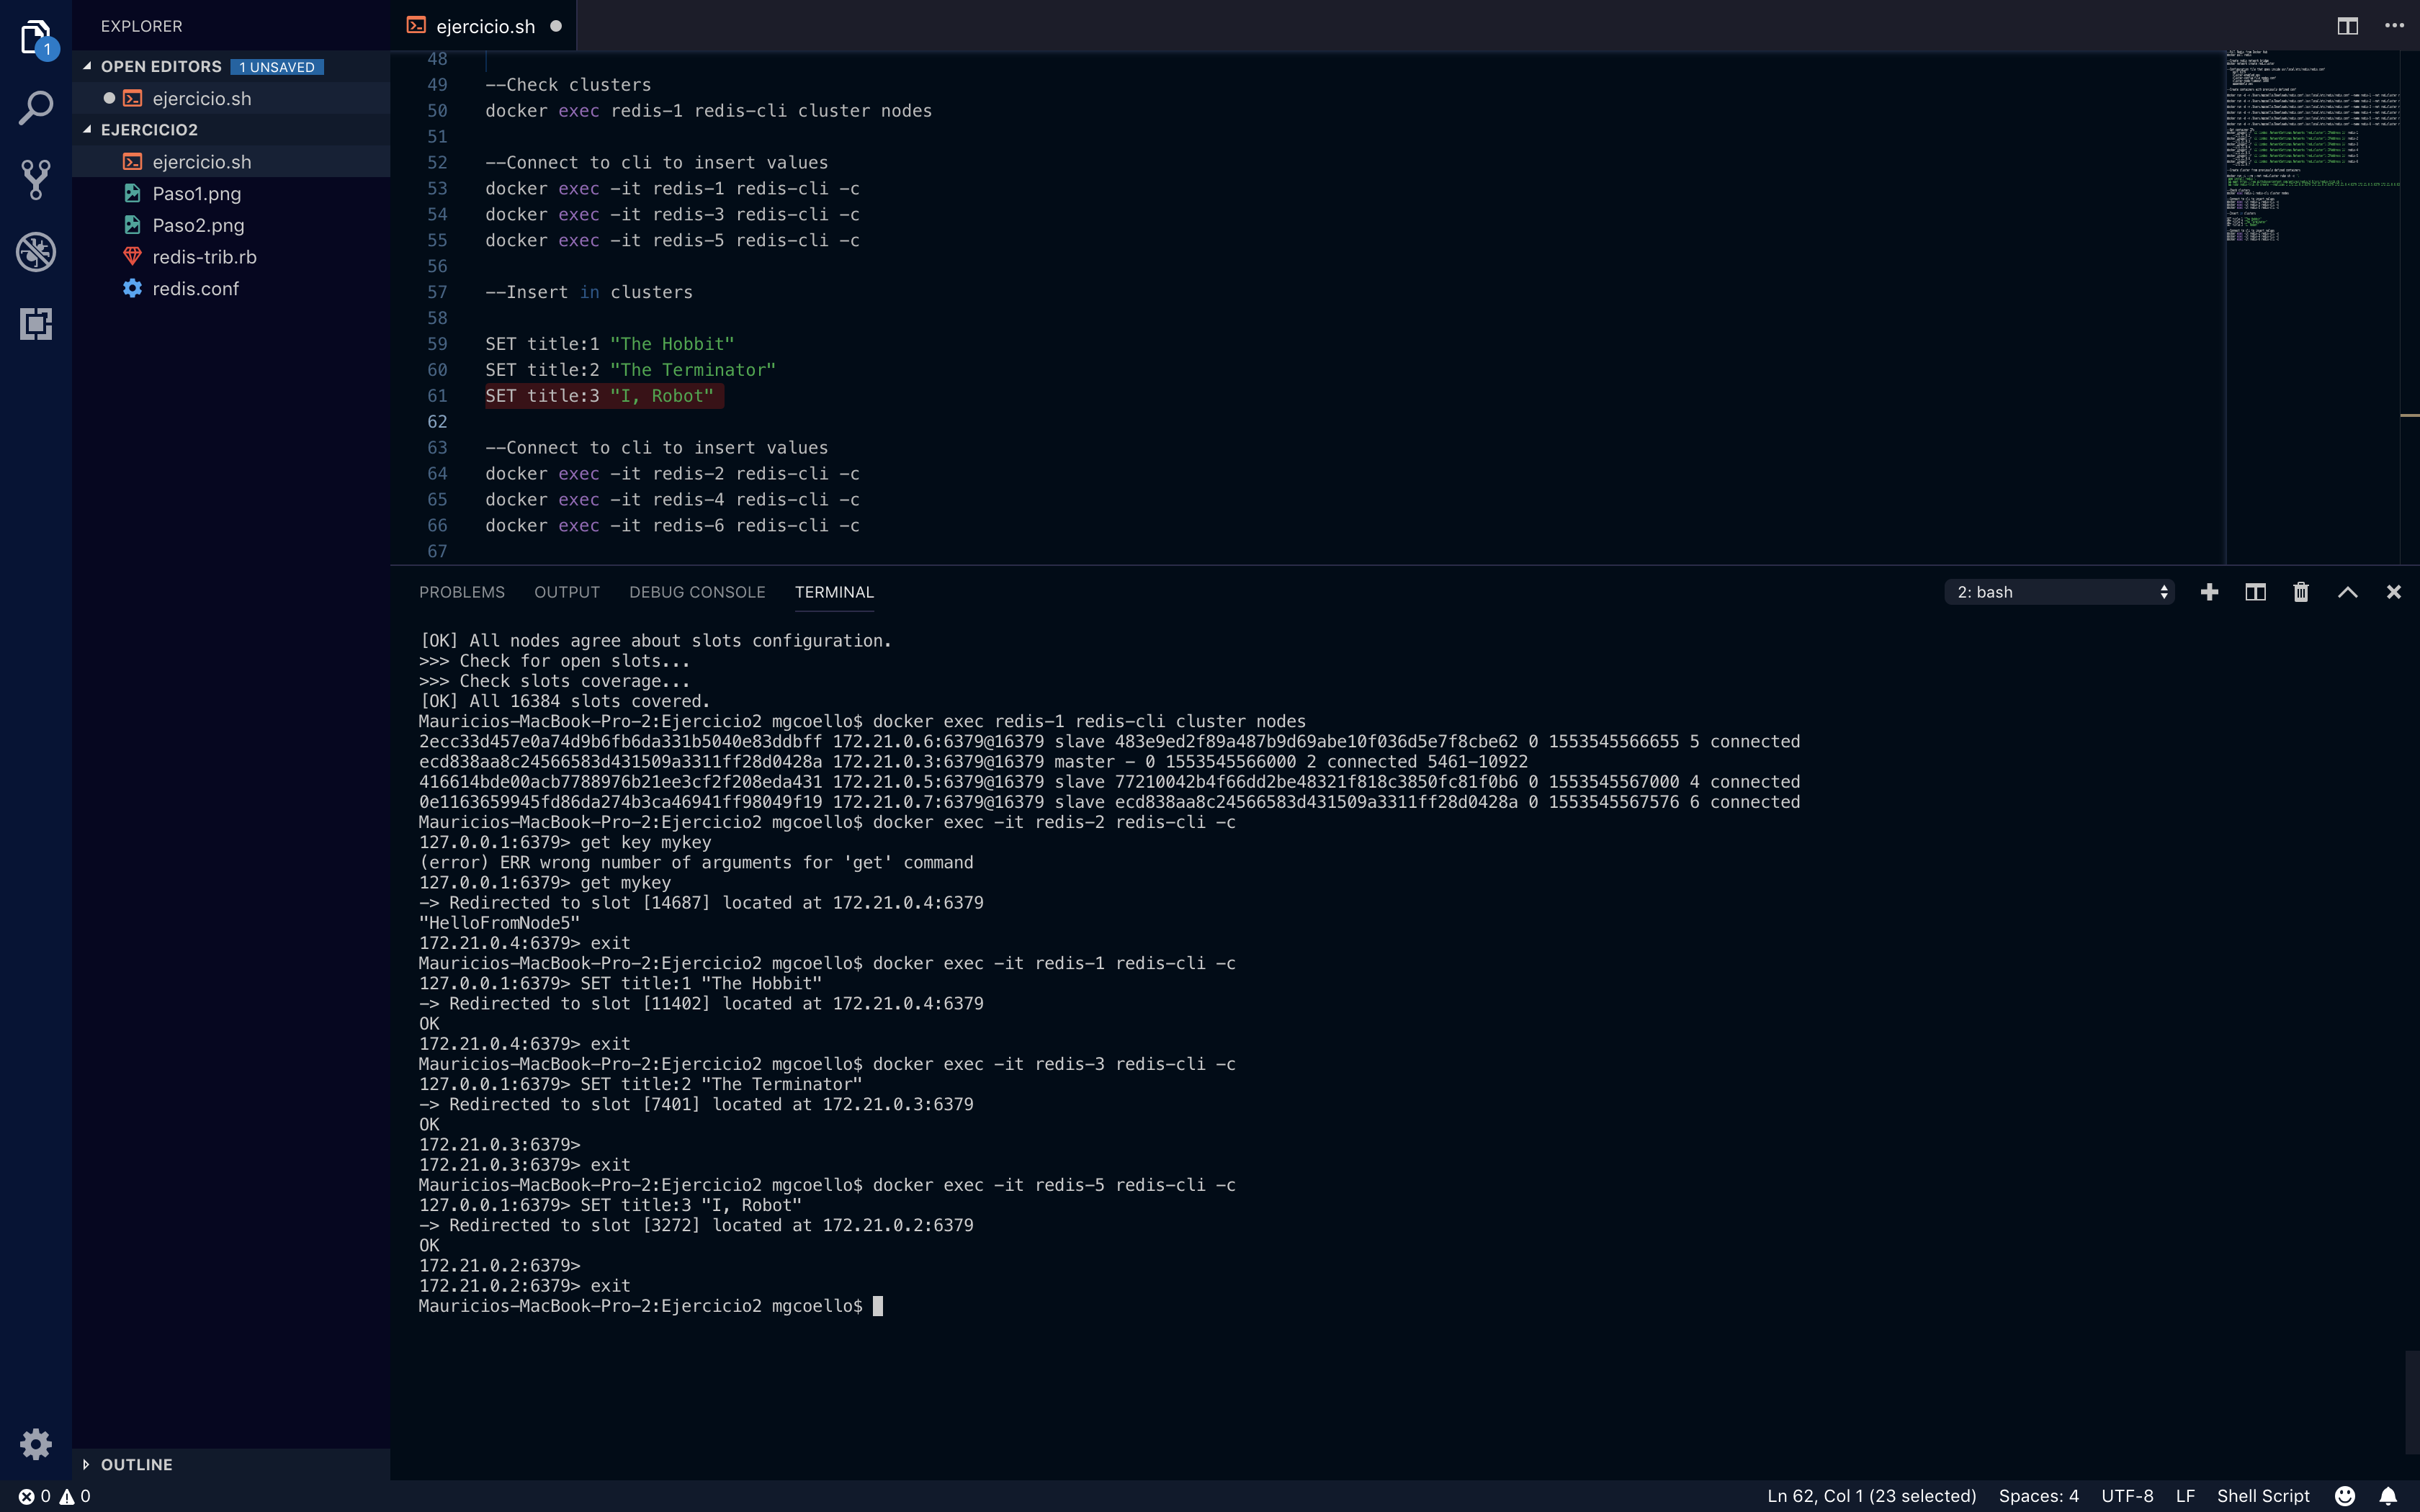 EXPLORER
1
OPEN EDITORS 1 UNSAVED
ejercicio.sh
EJERCICIO2
ejercicio.sh
Paso1.png
Paso2.png
redis-trib.rb
redis.conf
OUTLINE
ejercicio.sh
48
49 --Check clusters
50 docker exec redis-1 redis-cli cluster nodes
51
52 --Connect to cli to insert values
53 docker exec -it redis-1 redis-cli -c
54 docker exec -it redis-3 redis-cli -c
55 docker exec -it redis-5 redis-cli -c
56
57 --Insert in clusters
58
59 SET title:1 "The Hobbit"
60 SET title:2 "The Terminator"
61 SET title:3 "I, Robot"
62
63 --Connect to cli to insert values
64 docker exec -it redis-2 redis-cli -c
65 docker exec -it redis-4 redis-cli -c
66 docker exec -it redis-6 redis-cli -c
67
PROBLEMS OUTPUT DEBUG CONSOLE TERMINAL 2: bash
[OK] All nodes agree about slots configuration.
>>> Check for open slots...
>>> Check slots coverage...
[OK] All 16384 slots covered.
Mauricios-MacBook-Pro-2:Ejercicio2 mgcoello$ docker exec redis-1 redis-cli cluster nodes
2ecc33d457e0a74d9b6fb6da331b5040e83ddbff 172.21.0.6:6379@16379 slave 483e9ed2f89a487b9d69abe10f036d5e7f8cbe62 0 1553545566655 5 connected
ecd838aa8c24566583d431509a3311ff28d0428a 172.21.0.3:6379@16379 master - 0 1553545566000 2 connected 5461-10922
416614bde00acb7788976b21ee3cf2f208eda431 172.21.0.5:6379@16379 slave 77210042b4f66dd2be48321f818c3850fc81f0b6 0 1553545567000 4 connected
0e1163659945fd86da274b3ca46941ff98049f19 172.21.0.7:6379@16379 slave ecd838aa8c24566583d431509a3311ff28d0428a 0 1553545567576 6 connected
Mauricios-MacBook-Pro-2:Ejercicio2 mgcoello$ docker exec -it redis-2 redis-cli -c
127.0.0.1:6379> get key mykey
(error) ERR wrong number of arguments for 'get' command
127.0.0.1:6379> get mykey
-> Redirected to slot [14687] located at 172.21.0.4:6379
"HelloFromNode5"
172.21.0.4:6379> exit
Mauricios-MacBook-Pro-2:Ejercicio2 mgcoello$ docker exec -it redis-1 redis-cli -c
127.0.0.1:6379> SET title:1 "The Hobbit"
-> Redirected to slot [11402] located at 172.21.0.4:6379
OK
172.21.0.4:6379> exit
Mauricios-MacBook-Pro-2:Ejercicio2 mgcoello$ docker exec -it redis-3 redis-cli -c
127.0.0.1:6379> SET title:2 "The Terminator"
-> Redirected to slot [7401] located at 172.21.0.3:6379
OK
172.21.0.3:6379>
172.21.0.3:6379> exit
Mauricios-MacBook-Pro-2:Ejercicio2 mgcoello$ docker exec -it redis-5 redis-cli -c
127.0.0.1:6379> SET title:3 "I, Robot"
-> Redirected to slot [3272] located at 172.21.0.2:6379
OK
172.21.0.2:6379>
172.21.0.2:6379> exit
Mauricios-MacBook-Pro-2:Ejercicio2 mgcoello$
0 0 Ln 62, Col 1 (23 selected) Spaces: 4 UTF-8 LF Shell Script